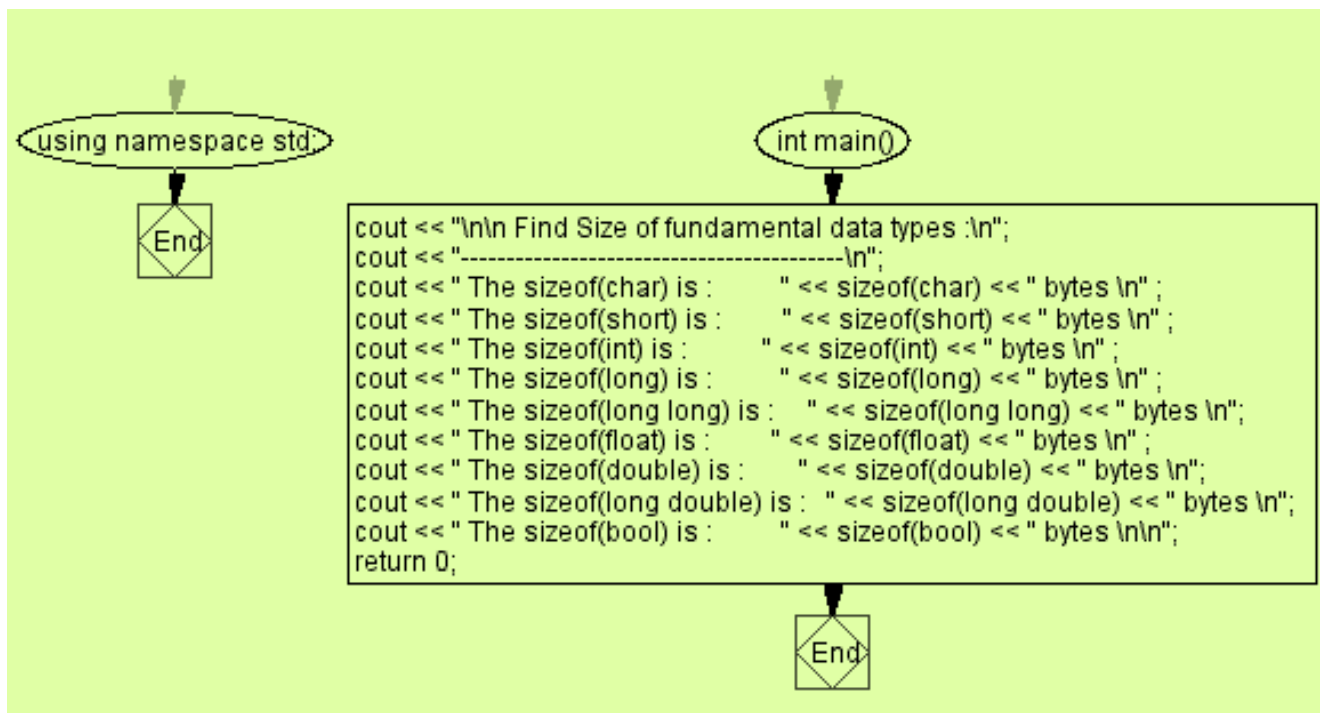 using namespace std;
End
int main()
cout << "\n\n Find Size of fundamental data types :\n";
cout << "------------------------------------------\n";
cout << " The sizeof(char) is :         " << sizeof(char) << " bytes \n" ;
cout << " The sizeof(short) is :        " << sizeof(short) << " bytes \n" ;
cout << " The sizeof(int) is :          " << sizeof(int) << " bytes \n" ;
cout << " The sizeof(long) is :         " << sizeof(long) << " bytes \n" ;
cout << " The sizeof(long long) is :    " << sizeof(long long) << " bytes \n";
cout << " The sizeof(float) is :        " << sizeof(float) << " bytes \n" ;
cout << " The sizeof(double) is :       " << sizeof(double) << " bytes \n";
cout << " The sizeof(long double) is :  " << sizeof(long double) << " bytes \n";
cout << " The sizeof(bool) is :         " << sizeof(bool) << " bytes \n\n";
return 0;
End